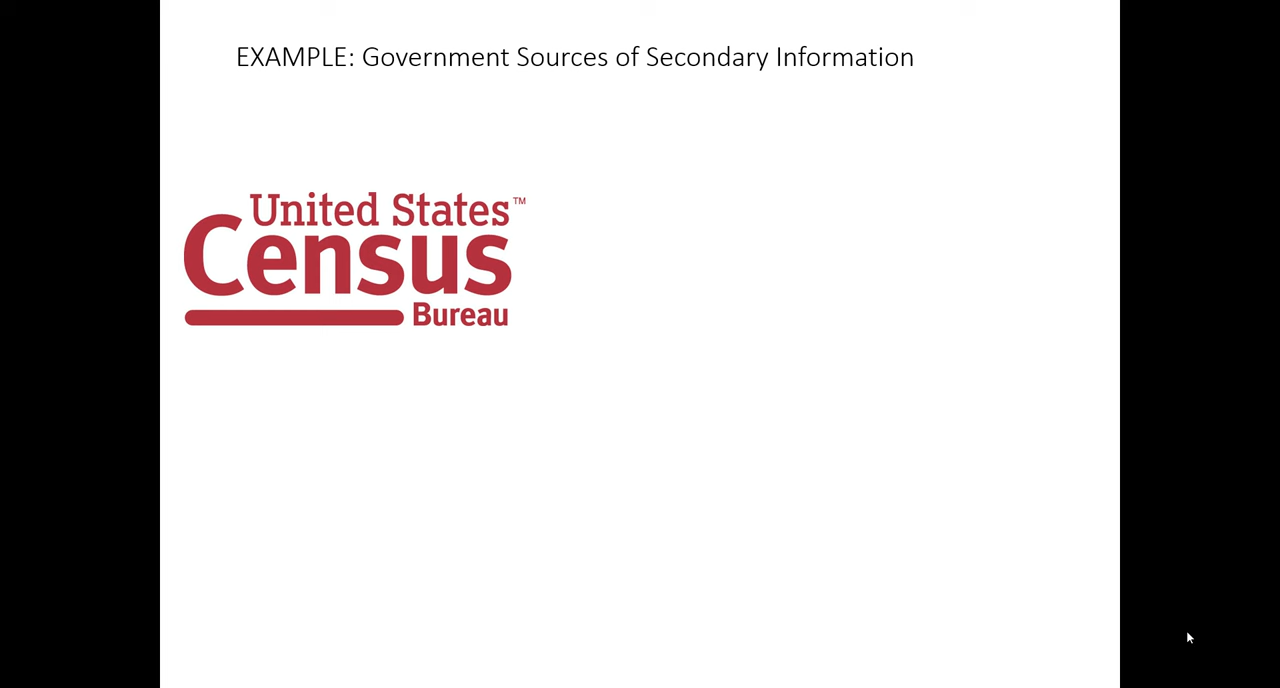 EXAMPLE: Government Sources of Secondary Information
United States™
Census
Bureau